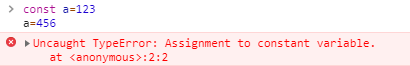 > const a=123
a=456
Uncaught TypeError: Assignment to constant variable.
at <anonymous>:2:2